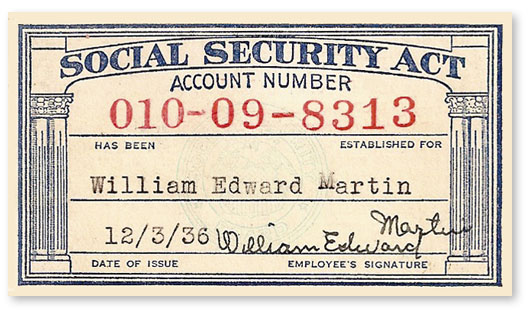 SOCIAL SECURITY ACT
ACCOUNT NUMBER
010-09-8313
HAS BEEN ESTABLISHED FOR
William Edward Martin
12/3/36 William Edward Martin
DATE OF ISSUE EMPLOYEE'S SIGNATURE